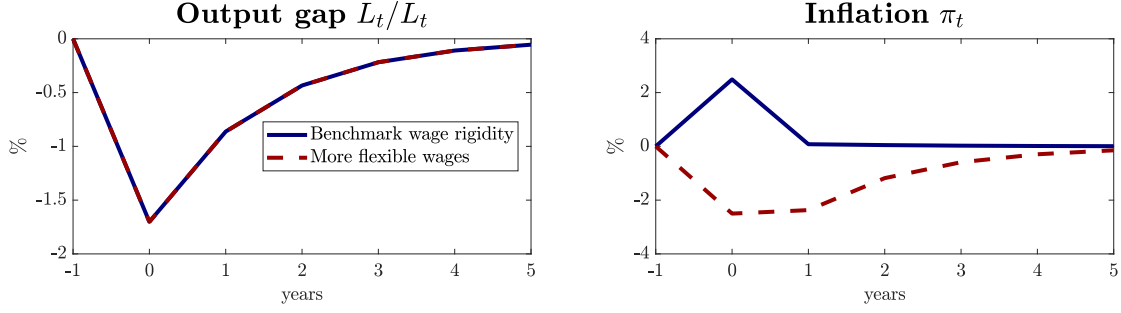 Output gap L_t/L_t
0
-0.5
-1
-1.5
-2
%
-1 0 1 2 3 4 5
years
Benchmark wage rigidity
More flexible wages
Inflation π_t
4
2
0
-2
-4
%
-1 0 1 2 3 4 5
years